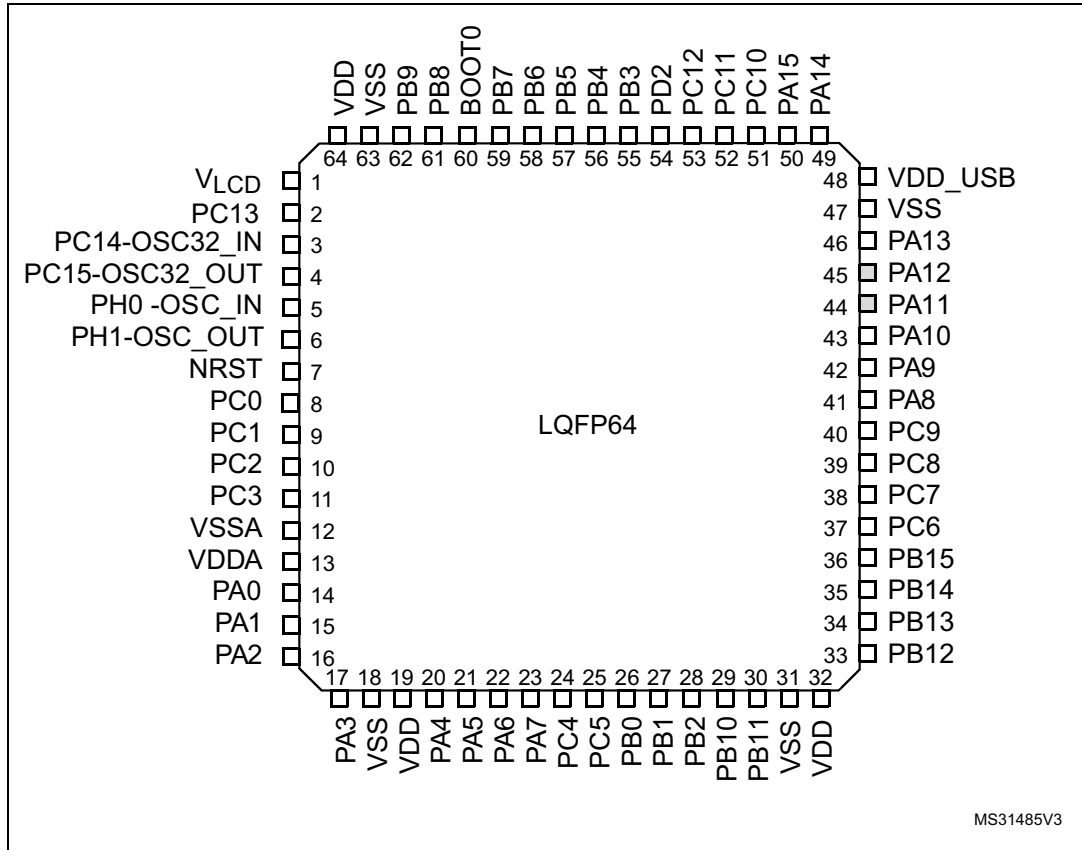 VDD
VSS
PB9
PB8
BOOT0
PB7
PB6
PB5
PB4
PB3
PD2
PC12
PC11
PC10
PA15
PA14
64 63 62 61 60 59 58 57 56 55 54 53 52 51 50 49
VLCD 1
PC13 2
PC14-OSC32_IN 3
PC15-OSC32_OUT 4
PH0 -OSC_IN 5
PH1-OSC_OUT 6
NRST 7
PC0 8
PC1 9
PC2 10
PC3 11
VSSA 12
VDDA 13
PA0 14
PA1 15
PA2 16
LQFP64
48 VDD_USB
47 VSS
46 PA13
45 PA12
44 PA11
43 PA10
42 PA9
41 PA8
40 PC9
39 PC8
38 PC7
37 PC6
36 PB15
35 PB14
34 PB13
33 PB12
17 18 19 20 21 22 23 24 25 26 27 28 29 30 31 32
PA3
VSS
VDD
PA4
PA5
PA6
PA7
PC4
PC5
PB0
PB1
PB2
PB10
PB11
VSS
VDD
MS31485V3